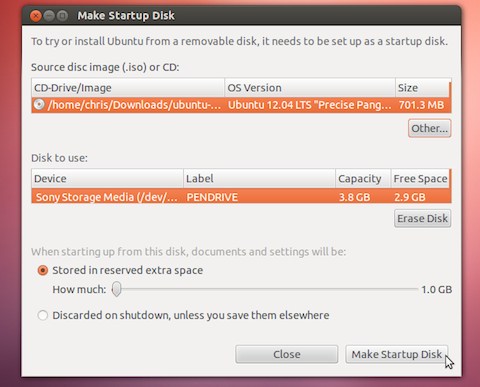 Make Startup Disk
To try or install Ubuntu from a removable disk, it needs to be set up as a startup disk.
Source disc image (.iso) or CD:
CD-Drive/Image OS Version Size
/home/chris/Downloads/ubuntu-... Ubuntu 12.04 LTS "Precise Pang... 701.3 MB
Other...
Disk to use:
Device Label Capacity Free Space
Sony Storage Media (/dev/... PENDRIVE 3.8 GB 2.9 GB
Erase Disk
When starting up from this disk, documents and settings will be:
Stored in reserved extra space
How much: 1.0 GB
Discarded on shutdown, unless you save them elsewhere
Close Make Startup Disk